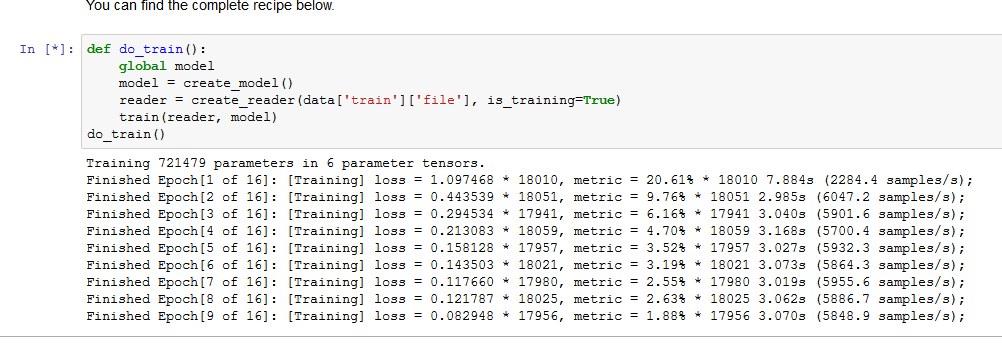 You can find the complete recipe below.
In [*]: def do_train():
    global model
    model = create_model()
    reader = create_reader(data['train']['file'], is_training=True)
    train(reader, model)
do_train()
Training 721479 parameters in 6 parameter tensors.
Finished Epoch[1 of 16]: [Training] loss = 1.097468 * 18010, metric = 20.61% * 18010 7.884s (2284.4 samples/s);
Finished Epoch[2 of 16]: [Training] loss = 0.443539 * 18051, metric = 9.76% * 18051 2.985s (6047.2 samples/s);
Finished Epoch[3 of 16]: [Training] loss = 0.294534 * 17941, metric = 6.16% * 17941 3.040s (5901.6 samples/s);
Finished Epoch[4 of 16]: [Training] loss = 0.213083 * 18059, metric = 4.70% * 18059 3.168s (5700.4 samples/s);
Finished Epoch[5 of 16]: [Training] loss = 0.158128 * 17957, metric = 3.52% * 17957 3.027s (5932.3 samples/s);
Finished Epoch[6 of 16]: [Training] loss = 0.143503 * 18021, metric = 3.19% * 18021 3.073s (5864.3 samples/s);
Finished Epoch[7 of 16]: [Training] loss = 0.117660 * 17980, metric = 2.55% * 17980 3.019s (5955.6 samples/s);
Finished Epoch[8 of 16]: [Training] loss = 0.121787 * 18025, metric = 2.63% * 18025 3.062s (5886.7 samples/s);
Finished Epoch[9 of 16]: [Training] loss = 0.082948 * 17956, metric = 1.88% * 17956 3.070s (5848.9 samples/s);